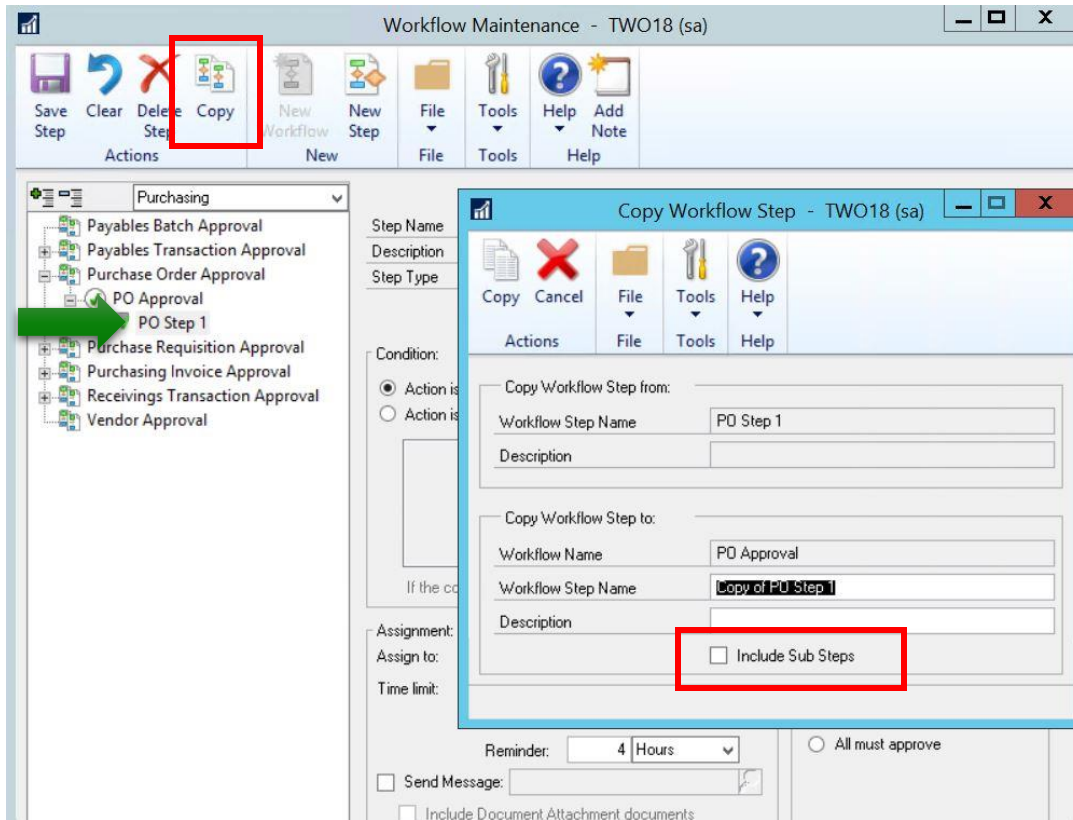 Workflow Maintenance - TWO18 (sa)
Save Step
Clear
Delete Step
Copy
New Workflow
New Step
File
Tools
Help
Add Note
Actions
New
File
Tools
Help
Purchasing
Payables Batch Approval
Payables Transaction Approval
Purchase Order Approval
PO Approval
PO Step 1
Purchase Requisition Approval
Purchasing Invoice Approval
Receivings Transaction Approval
Vendor Approval
Step Name
Description
Step Type
Condition:
Action is
Action is
If the co
Assignment:
Assign to:
Time limit:
Reminder: 4 Hours
Send Message:
Include Document Attachment documents
All must approve
Copy Workflow Step - TWO18 (sa)
Copy
Cancel
File
Tools
Help
Actions
File
Tools
Help
Copy Workflow Step from:
Workflow Step Name PO Step 1
Description
Copy Workflow Step to:
Workflow Name PO Approval
Workflow Step Name Copy of PO Step 1
Description
Include Sub Steps